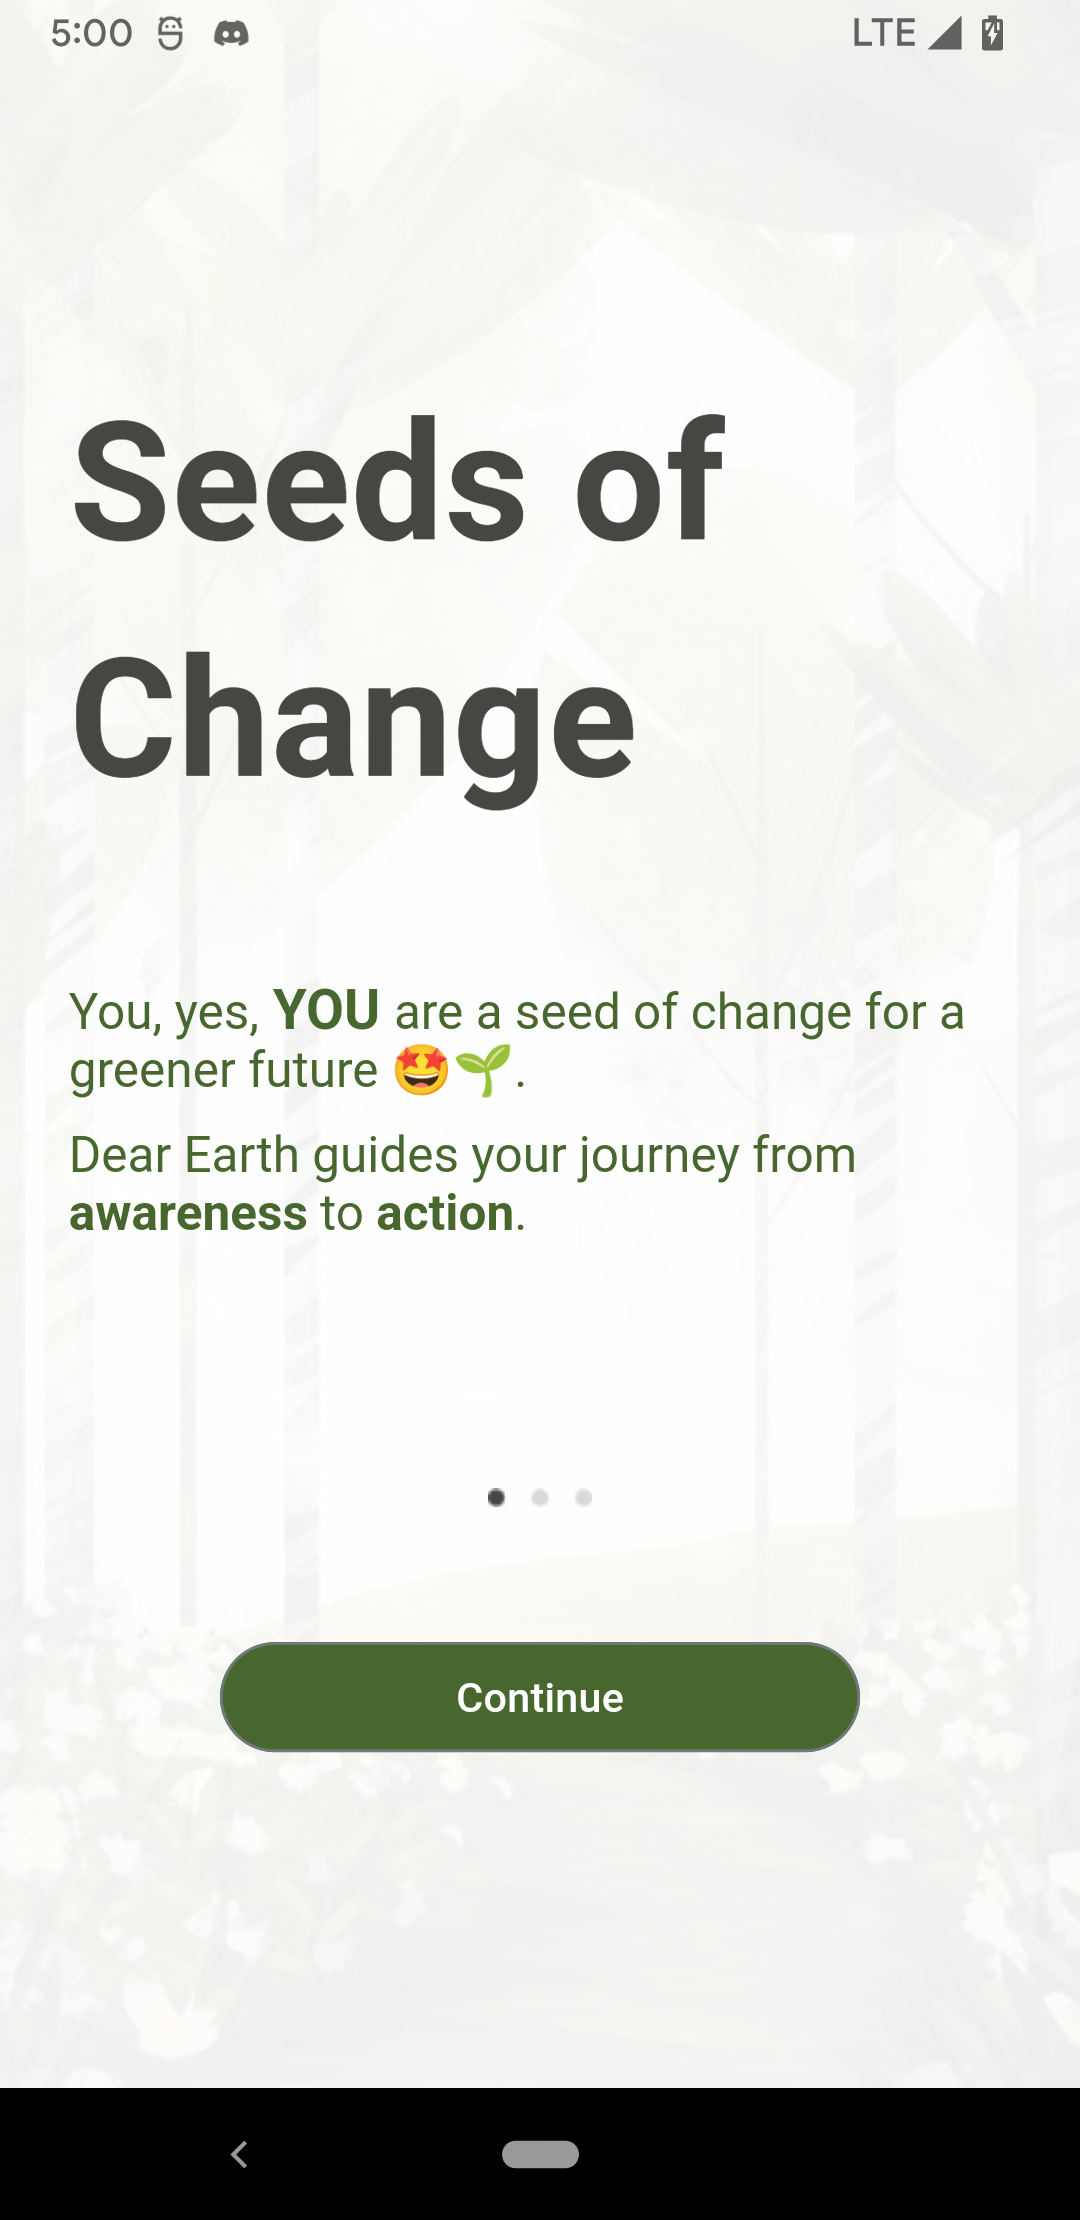 5:00 LTE
Seeds of
Change
You, yes, YOU are a seed of change for a
greener future 🤩🌱.
Dear Earth guides your journey from
awareness to action.
Continue